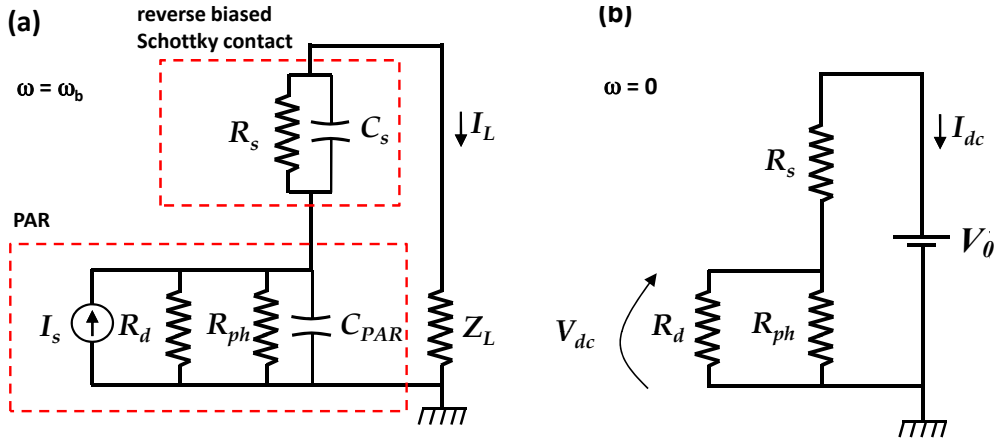 (a)
reverse biased
Schottky contact
ω = ω_b
R_s
C_s
I_L
PAR
I_s
R_d
R_ph
C_PAR
Z_L
(b)
ω = 0
I_dc
R_s
V_0
V_dc
R_d
R_ph